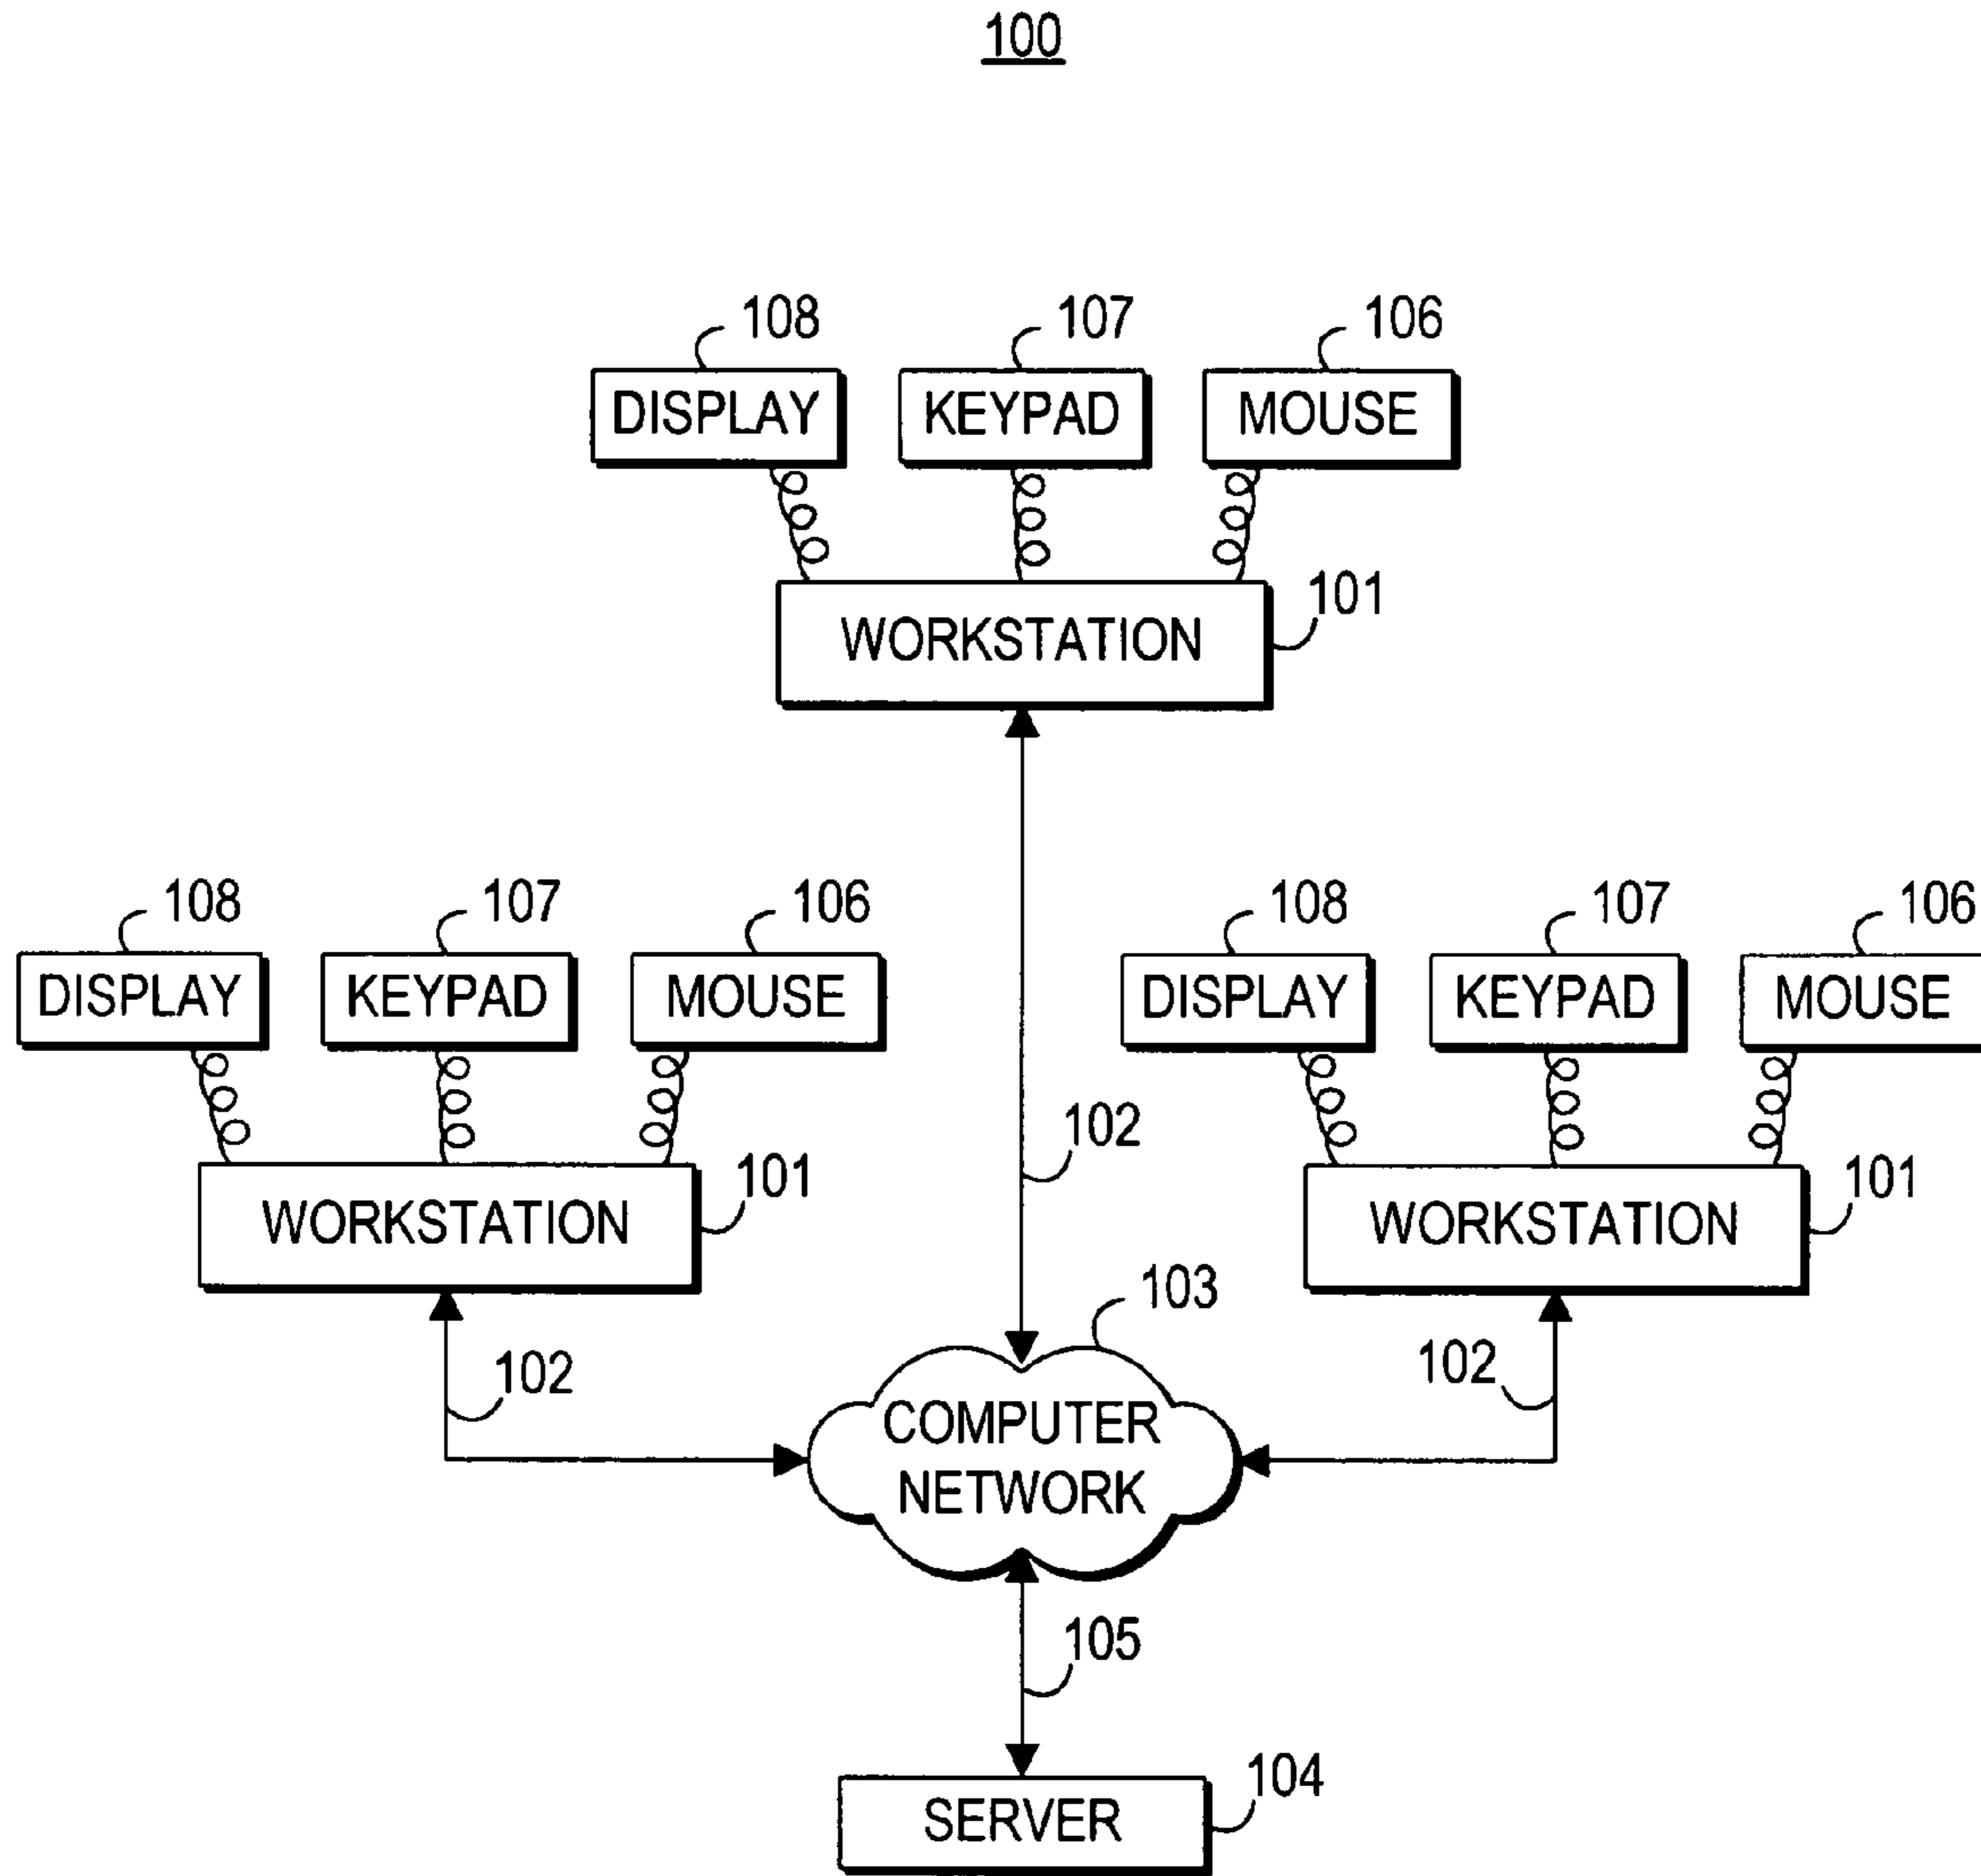 100
108 107 106
DISPLAY KEYPAD MOUSE
101
WORKSTATION
108 107 106 108 107 106
DISPLAY KEYPAD MOUSE DISPLAY KEYPAD MOUSE
102
101 101
WORKSTATION WORKSTATION
103
102 102
COMPUTER
NETWORK
105
104
SERVER